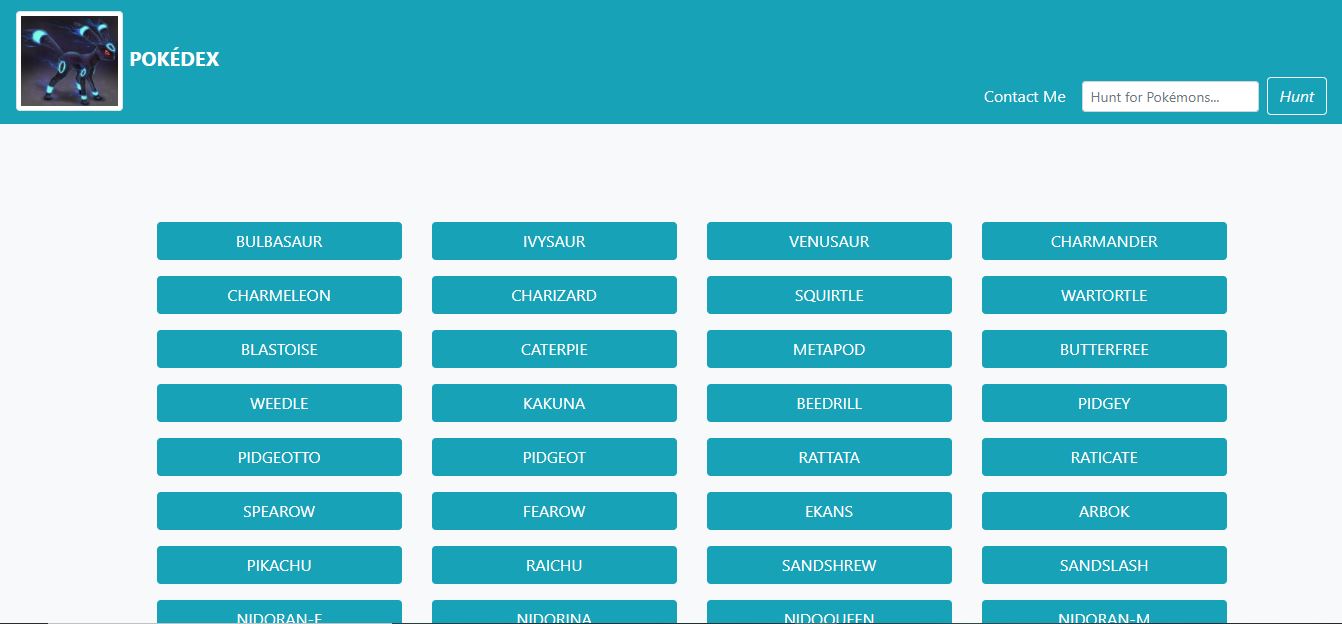 POKÉDEX
Contact Me Hunt for Pokémons... Hunt
BULBASAUR IVYSAUR VENUSAUR CHARMANDER
CHARMELEON CHARIZARD SQUIRTLE WARTORTLE
BLASTOISE CATERPIE METAPOD BUTTERFREE
WEEDLE KAKUNA BEEDRILL PIDGEY
PIDGEOTTO PIDGEOT RATTATA RATICATE
SPEAROW FEAROW EKANS ARBOK
PIKACHU RAICHU SANDSHREW SANDSLASH
NIDORAN-F NIDORINA NIDOQUEEN NIDORAN-M